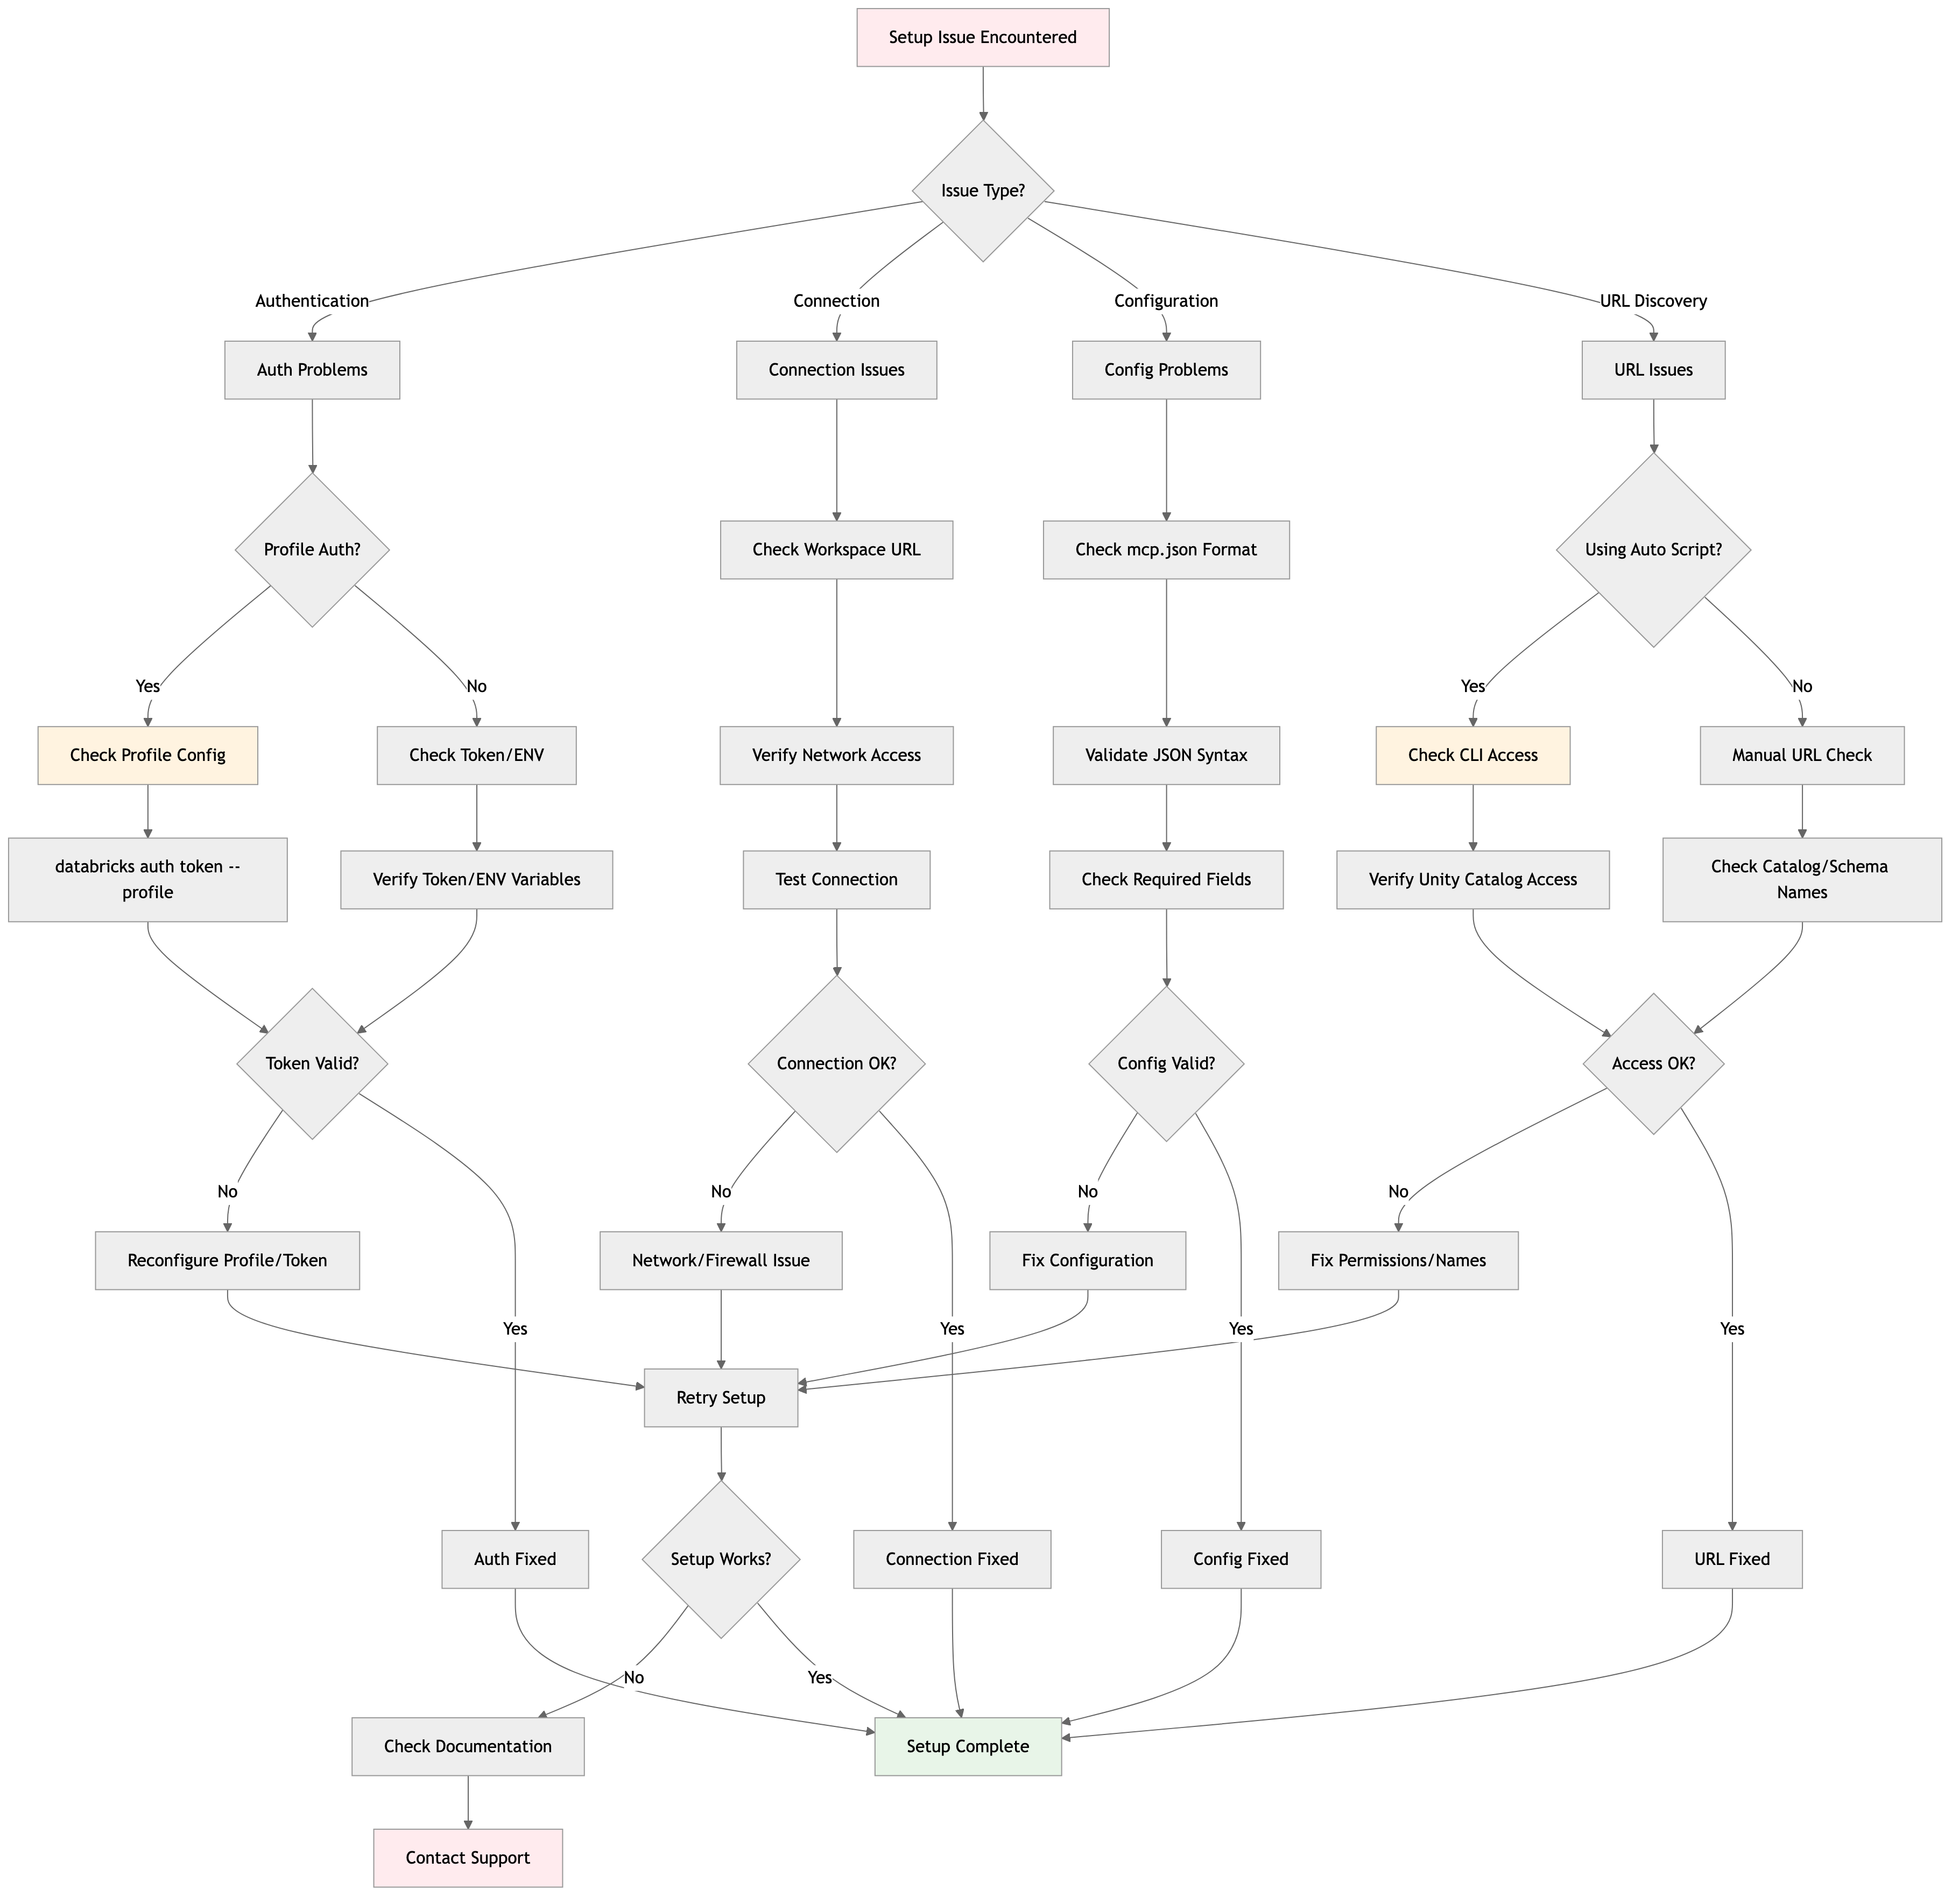 Setup Issue Encountered
Issue Type?
Authentication
Connection
Configuration
URL Discovery
Auth Problems
Connection Issues
Config Problems
URL Issues
Profile Auth?
Check Workspace URL
Check mcp.json Format
Using Auto Script?
Yes
No
Yes
No
Check Profile Config
Check Token/ENV
Verify Network Access
Validate JSON Syntax
Check CLI Access
Manual URL Check
databricks auth token --
profile
Verify Token/ENV Variables
Test Connection
Check Required Fields
Verify Unity Catalog Access
Check Catalog/Schema
Names
Token Valid?
Connection OK?
Config Valid?
Access OK?
No
No
No
No
Reconfigure Profile/Token
Network/Firewall Issue
Fix Configuration
Fix Permissions/Names
Yes
Yes
Yes
Yes
Retry Setup
Auth Fixed
Setup Works?
Connection Fixed
Config Fixed
URL Fixed
No
Yes
Check Documentation
Setup Complete
Contact Support